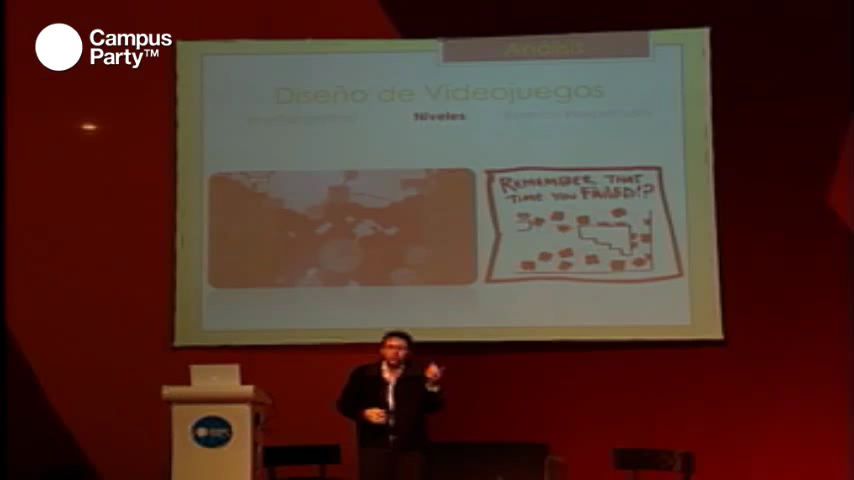 Campus
Party™
Análisis
Diseño de Videojuegos
Niveles
REMEMBER THAT
TIME YOU FAILED!?